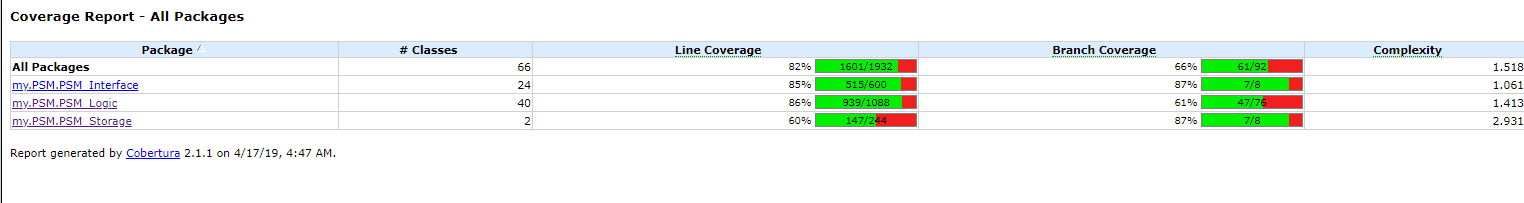 Coverage Report - All Packages
Package # Classes Line Coverage Branch Coverage Complexity
All Packages 66 82% 1601/1932 66% 61/92 1.518
my.PSM.PSM_Interface 24 85% 515/600 87% 7/8 1.061
my.PSM.PSM_Logic 40 86% 939/1088 61% 47/76 1.413
my.PSM.PSM_Storage 2 60% 147/244 87% 7/8 2.931
Report generated by Cobertura 2.1.1 on 4/17/19, 4:47 AM.